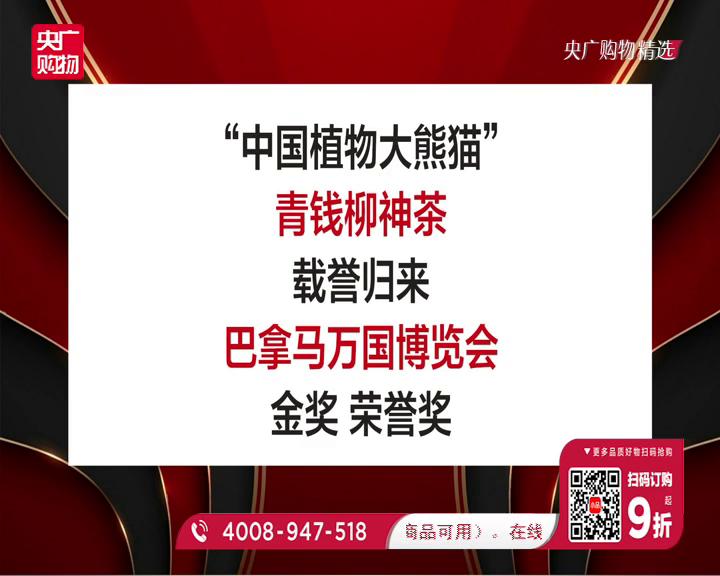 央广
购物
央广购物精选
“中国植物大熊猫”
青钱柳神茶
载誉归来
巴拿马万国博览会
金奖 荣誉奖
▼更多品质好物扫码抢购
扫码订购
9折起
4008-947-518
商品可用）。在线